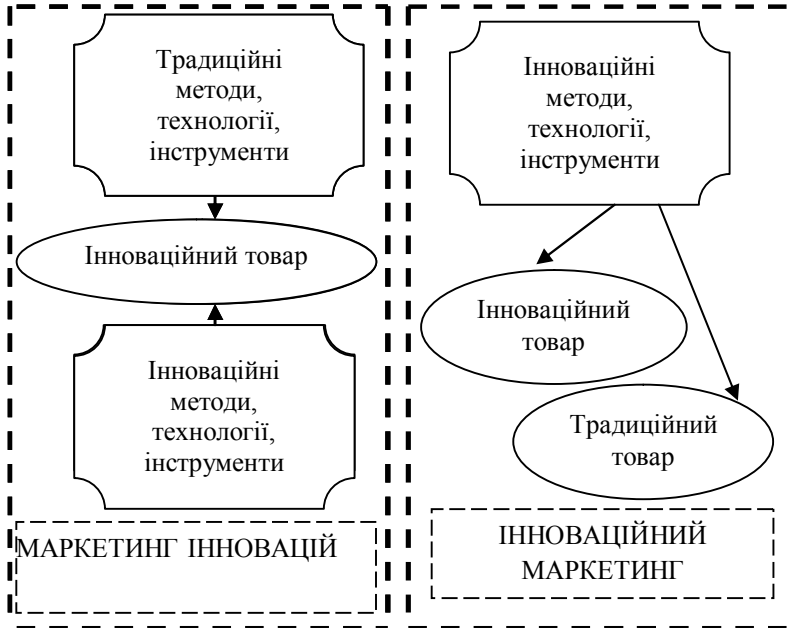 Традиційні
методи,
технології,
інструменти
Інноваційний товар
Інноваційні
методи,
технології,
інструменти
МАРКЕТИНГ ІННОВАЦІЙ
Інноваційні
методи,
технології,
інструменти
Інноваційний
товар
Традиційний
товар
ІННОВАЦІЙНИЙ
МАРКЕТИНГ